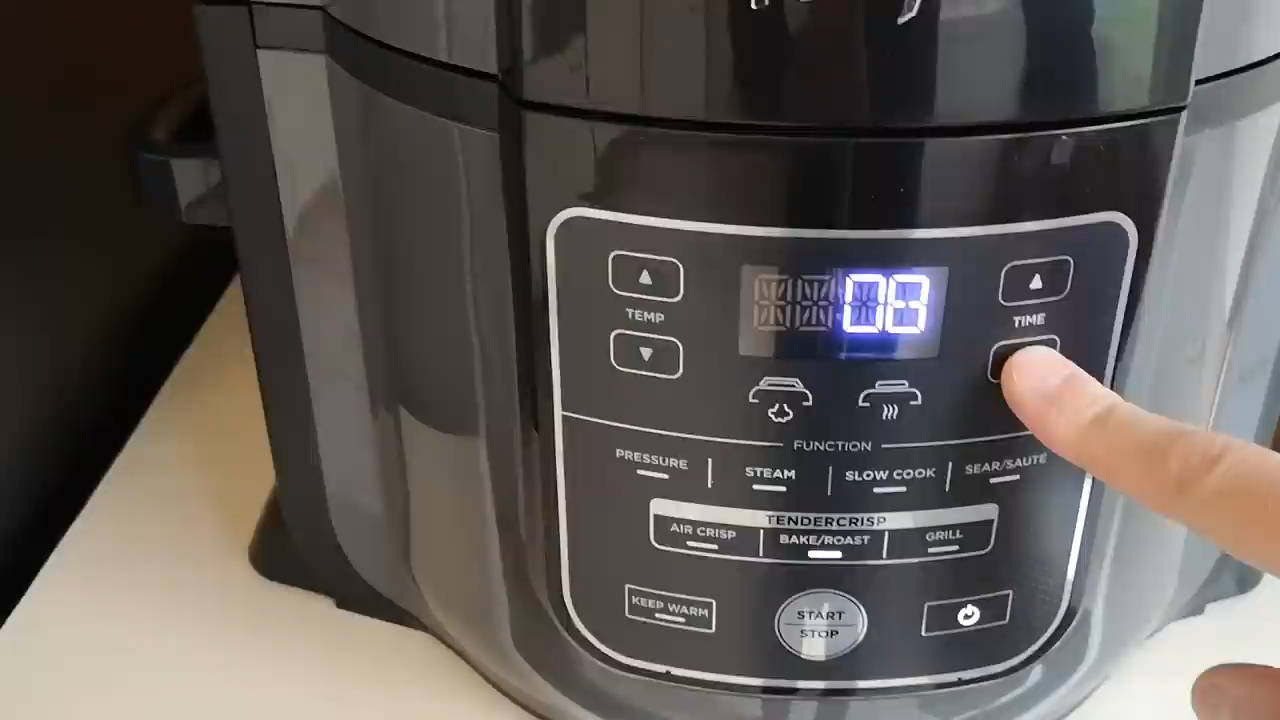 TEMP
TIME
FUNCTION
PRESSURE
STEAM
SLOW COOK
SEAR/SAUTÉ
TENDERCRISP
AIR CRISP
BAKE/ROAST
GRILL
KEEP WARM
START
STOP